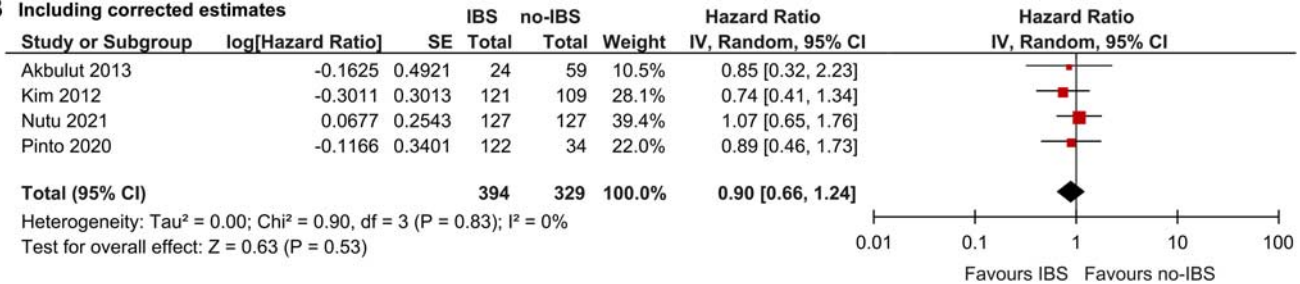 Including corrected estimates
IBS no-IBS Hazard Ratio Hazard Ratio
Study or Subgroup log[Hazard Ratio] SE Total Total Weight IV, Random, 95% CI IV, Random, 95% CI
Akbulut 2013 -0.1625 0.4921 24 59 10.5% 0.85 [0.32, 2.23]
Kim 2012 -0.3011 0.3013 121 109 28.1% 0.74 [0.41, 1.34]
Nutu 2021 0.0677 0.2543 127 127 39.4% 1.07 [0.65, 1.76]
Pinto 2020 -0.1166 0.3401 122 34 22.0% 0.89 [0.46, 1.73]
Total (95% CI) 394 329 100.0% 0.90 [0.66, 1.24]
Heterogeneity: Tau² = 0.00; Chi² = 0.90, df = 3 (P = 0.83); I² = 0%
Test for overall effect: Z = 0.63 (P = 0.53)
0.01 0.1 1 10 100
Favours IBS Favours no-IBS